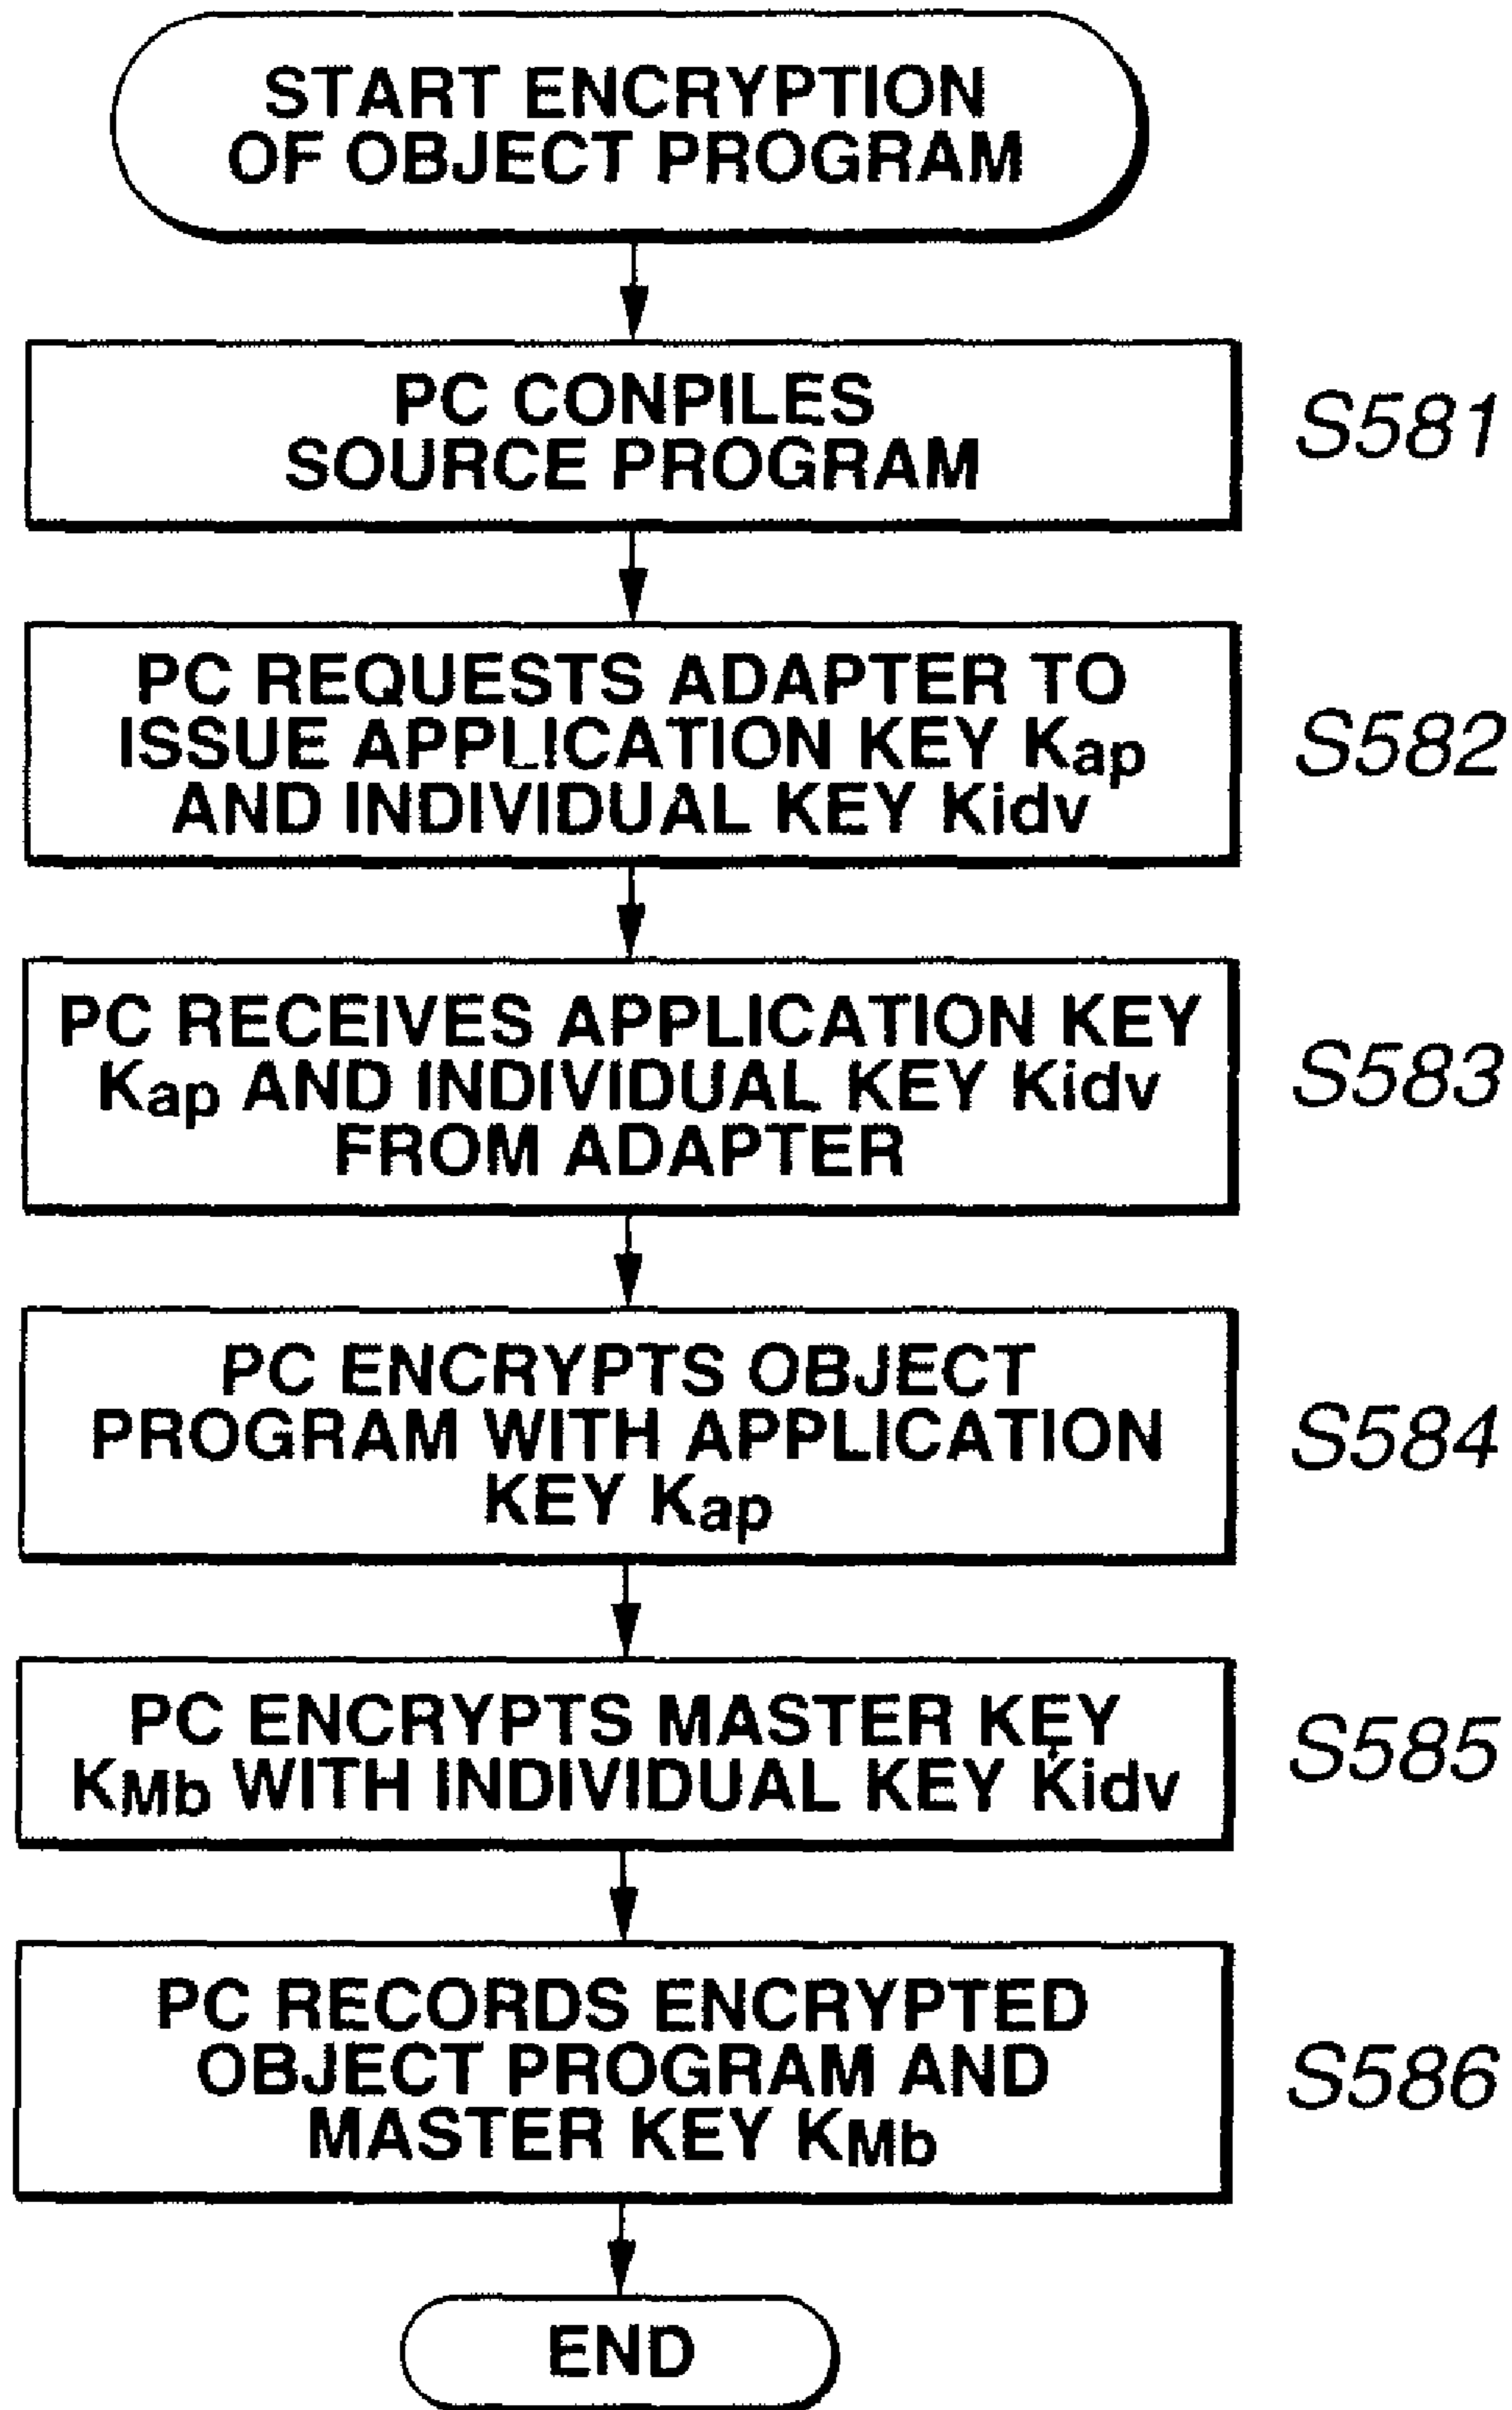 START ENCRYPTION
OF OBJECT PROGRAM
PC CONPILES
SOURCE PROGRAM
S581
PC REQUESTS ADAPTER TO
ISSUE APPLICATION KEY Kap
AND INDIVIDUAL KEY Kidv
S582
PC RECEIVES APPLICATION KEY
Kap AND INDIVIDUAL KEY Kidv
FROM ADAPTER
S583
PC ENCRYPTS OBJECT
PROGRAM WITH APPLICATION
KEY Kap
S584
PC ENCRYPTS MASTER KEY
KMb WITH INDIVIDUAL KEY Kidv
S585
PC RECORDS ENCRYPTED
OBJECT PROGRAM AND
MASTER KEY KMb
S586
END